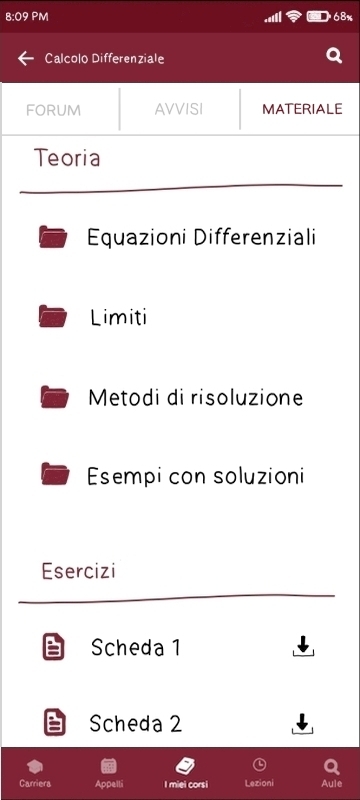 8:09 PM 68%
Calcolo Differenziale
FORUM AVVISI MATERIALE
Teoria
Equazioni Differenziali
Limiti
Metodi di risoluzione
Esempi con soluzioni
Esercizi
Scheda 1
Scheda 2
Carriera Appelli I miei corsi Lezioni Aule